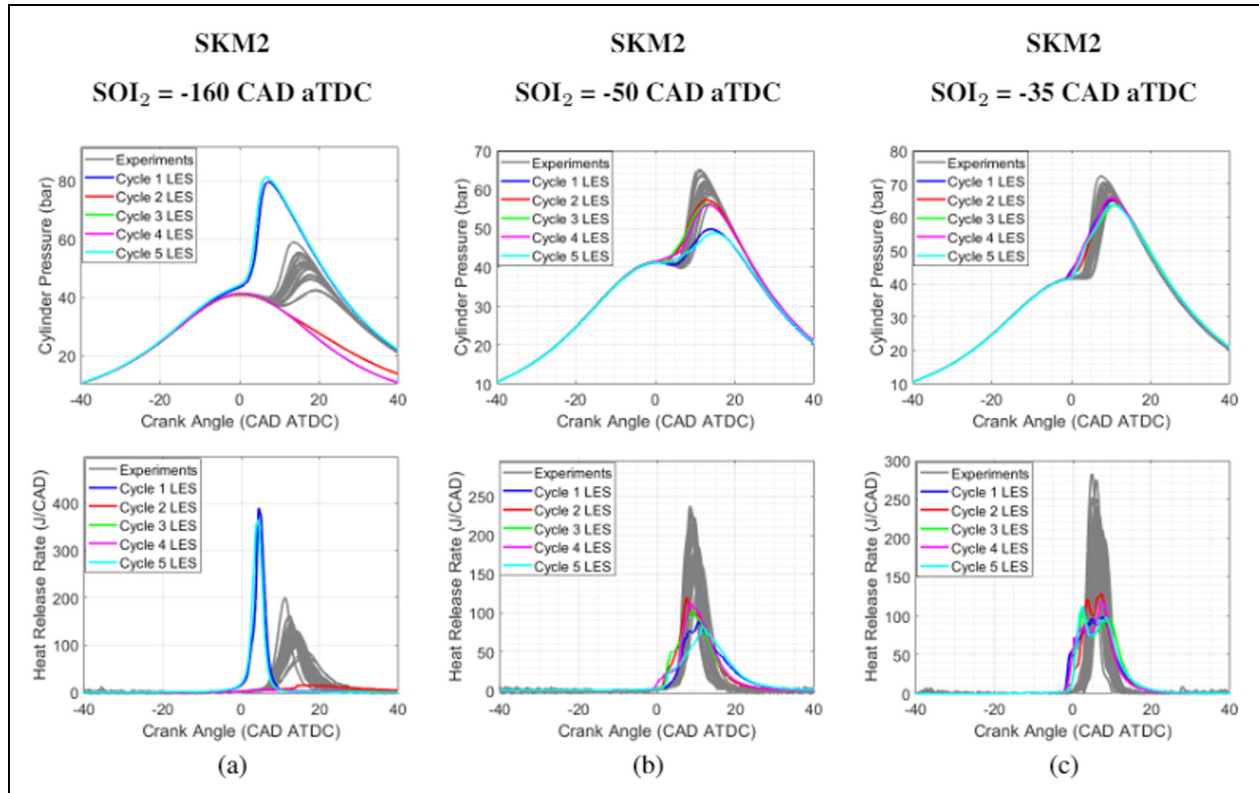 SKM2
SOI₂ = -160 CAD aTDC
SKM2
SOI₂ = -50 CAD aTDC
SKM2
SOI₂ = -35 CAD aTDC
Experiments
Cycle 1 LES
Cycle 2 LES
Cycle 3 LES
Cycle 4 LES
Cycle 5 LES
80
60
40
20
Cylinder Pressure (bar)
-40 -20 0 20 40
Crank Angle (CAD ATDC)
Experiments
Cycle 1 LES
Cycle 2 LES
Cycle 3 LES
Cycle 4 LES
Cycle 5 LES
70
60
50
40
30
20
10
Cylinder Pressure (bar)
-40 -20 0 20 40
Crank Angle (CAD ATDC)
Experiments
Cycle 1 LES
Cycle 2 LES
Cycle 3 LES
Cycle 4 LES
Cycle 5 LES
80
70
60
50
40
30
20
10
Cylinder Pressure (bar)
-40 -20 0 20 40
Crank Angle (CAD ATDC)
Experiments
Cycle 1 LES
Cycle 2 LES
Cycle 3 LES
Cycle 4 LES
Cycle 5 LES
400
300
200
100
0
Heat Release Rate (J/CAD)
-40 -20 0 20 40
Crank Angle (CAD ATDC)
(a)
Experiments
Cycle 1 LES
Cycle 2 LES
Cycle 3 LES
Cycle 4 LES
Cycle 5 LES
250
200
150
100
50
0
Heat Release Rate (J/CAD)
-40 -20 0 20 40
Crank Angle (CAD ATDC)
(b)
Experiments
Cycle 1 LES
Cycle 2 LES
Cycle 3 LES
Cycle 4 LES
Cycle 5 LES
300
250
200
150
100
50
0
Heat Release Rate (J/CAD)
-40 -20 0 20 40
Crank Angle (CAD ATDC)
(c)